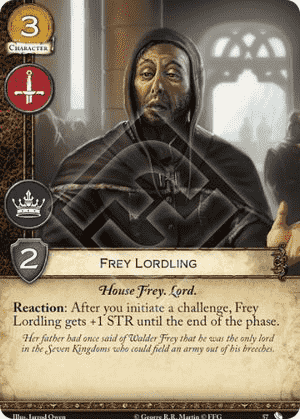 3
CHARACTER
2
FREY LORDLING
House Frey. Lord.
Reaction: After you initiate a challenge, Frey
Lordling gets +1 STR until the end of the phase.
Her father had once said of Walder Frey that he was the only lord
in the Seven Kingdoms who could field an army out of his breeches.
Illus. Jarrod Owen
© George R.R. Martin © FFG
57